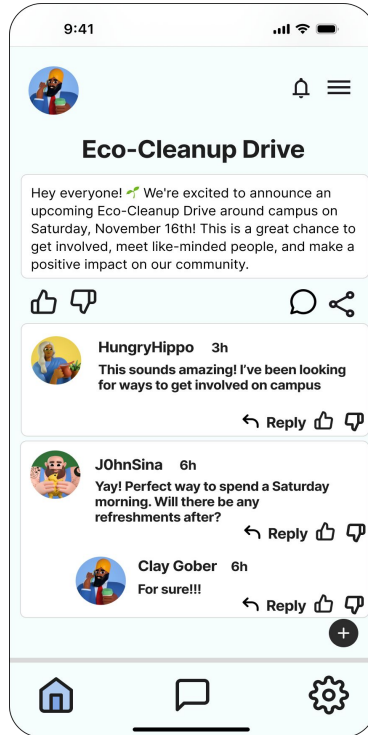 9:41
Eco-Cleanup Drive
Hey everyone! 🌱 We're excited to announce an
upcoming Eco-Cleanup Drive around campus on
Saturday, November 16th! This is a great chance to
get involved, meet like-minded people, and make a
positive impact on our community.
HungryHippo 3h
This sounds amazing! I've been looking
for ways to get involved on campus
Reply
J0hnSina 6h
Yay! Perfect way to spend a Saturday
morning. Will there be any
refreshments after?
Reply
Clay Gober 6h
For sure!!!
Reply